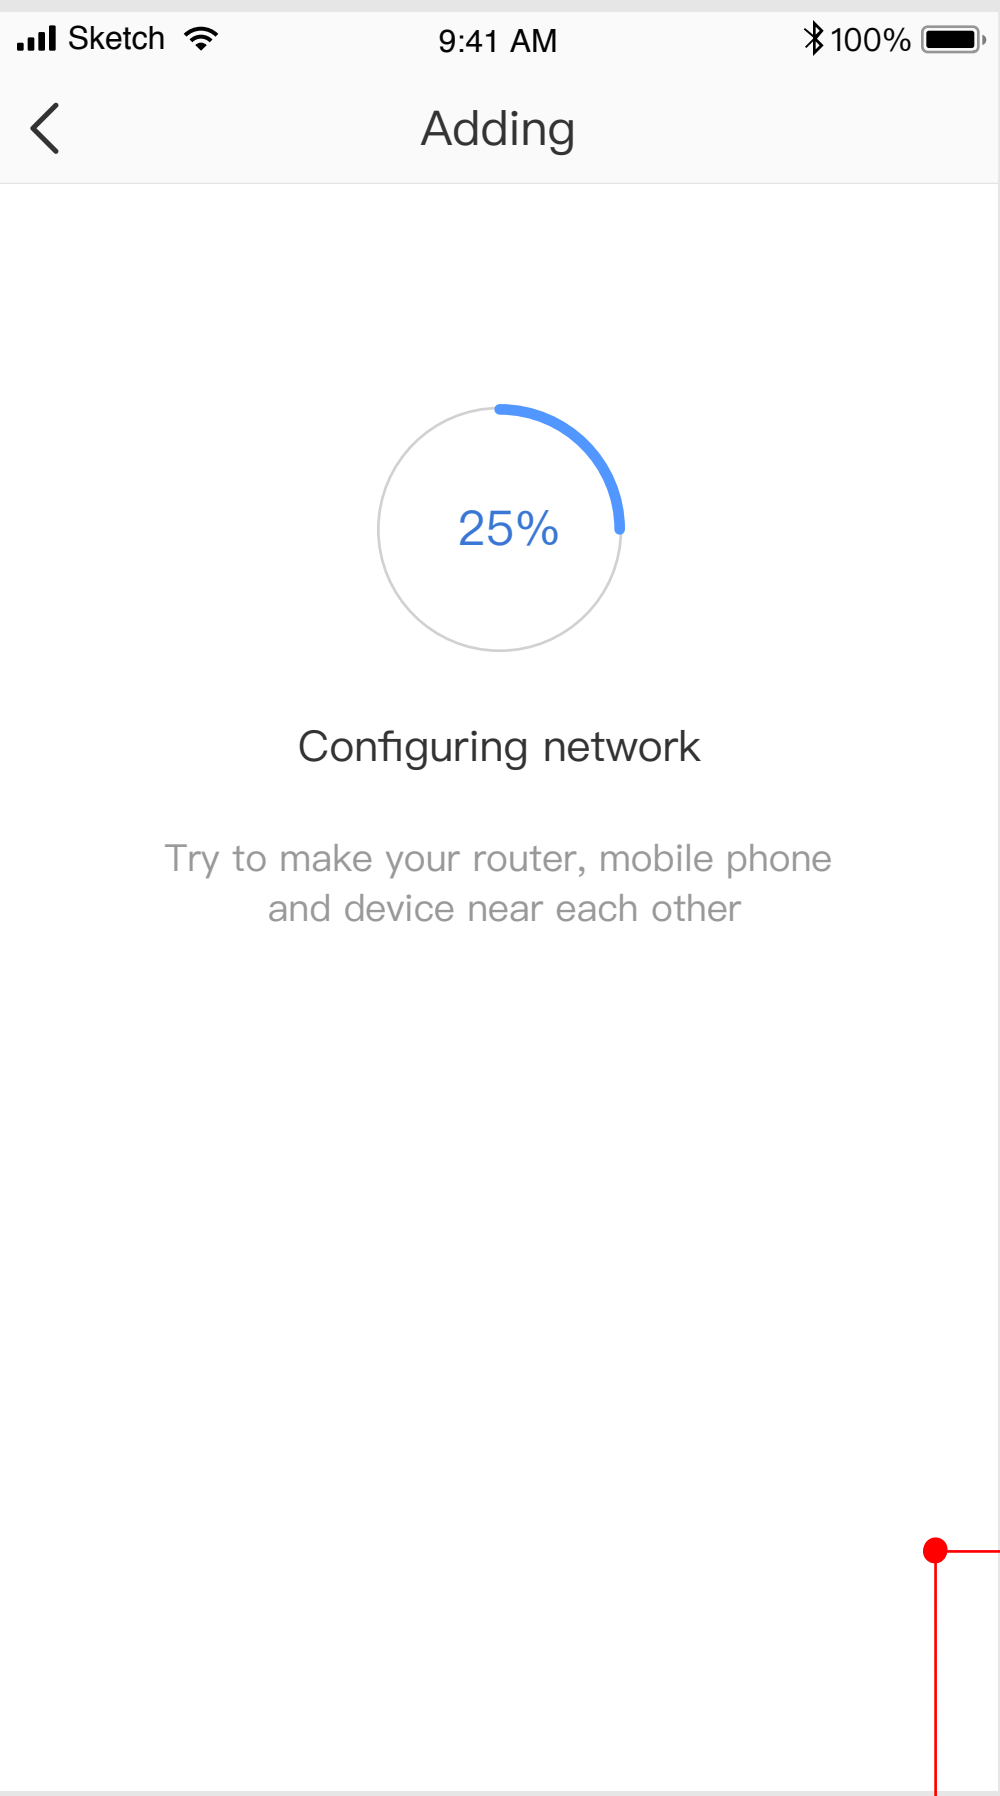 Sketch
9:41 AM
100%
Adding
25%
Configuring network
Try to make your router, mobile phone
and device near each other